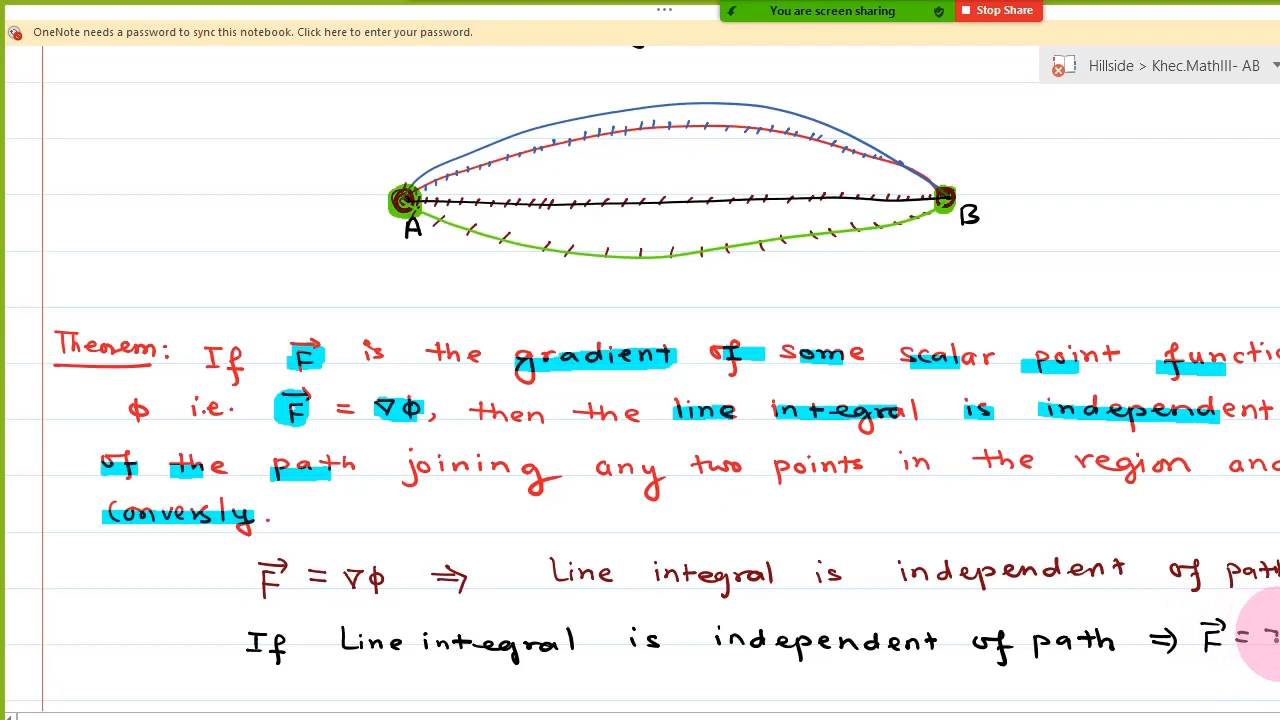 You are screen sharing
Stop Share
OneNote needs a password to sync this notebook. Click here to enter your password.
Hillside > Khec.MathIII- AB
A
B
Theorem: If F⃗ is the gradient of some scalar point functio
φ i.e. F⃗ = ∇φ, then the line integral is independent
of the path joining any two points in the region and
conversly.
F⃗ = ∇φ ⇒ Line integral is independent of path
If Line integral is independent of path ⇒ F⃗ =